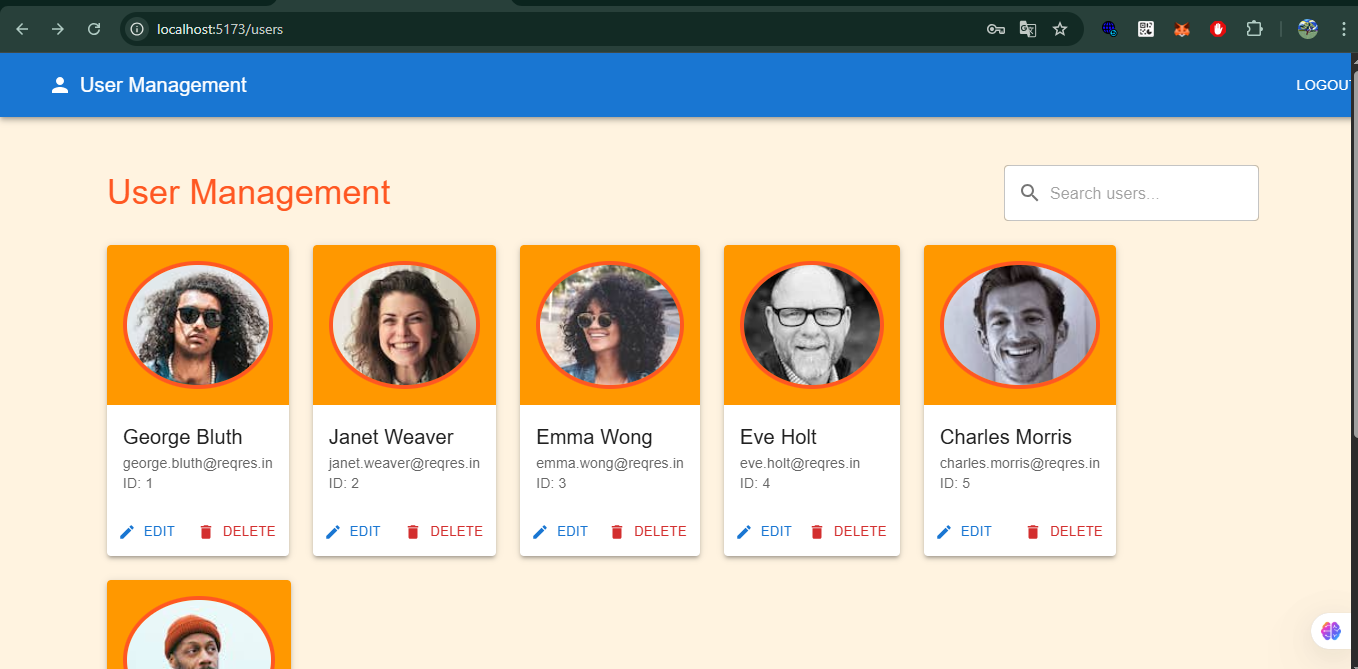 localhost:5173/users
User Management
LOGOUT
User Management
Search users...
George Bluth
george.bluth@reqres.in
ID: 1
EDIT DELETE
Janet Weaver
janet.weaver@reqres.in
ID: 2
EDIT DELETE
Emma Wong
emma.wong@reqres.in
ID: 3
EDIT DELETE
Eve Holt
eve.holt@reqres.in
ID: 4
EDIT DELETE
Charles Morris
charles.morris@reqres.in
ID: 5
EDIT DELETE